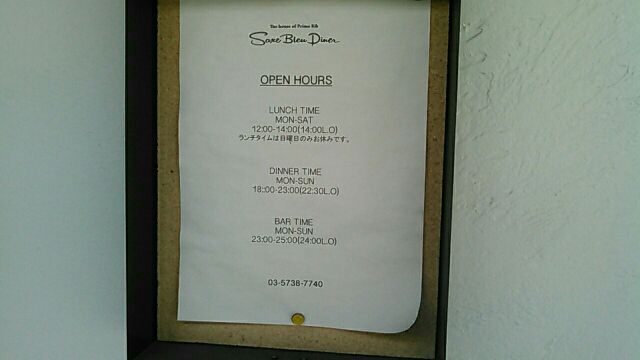 The home of Prime Rib
Saxe Bleu Diner
OPEN HOURS
LUNCH TIME
MON-SAT
12:00-14:00(14:00L.O)
ランチタイムは日曜日のみお休みです。
DINNER TIME
MON-SUN
18:00-23:00(22:30L.O)
BAR TIME
MON-SUN
23:00-25:00(24:00L.O)
03-5738-7740